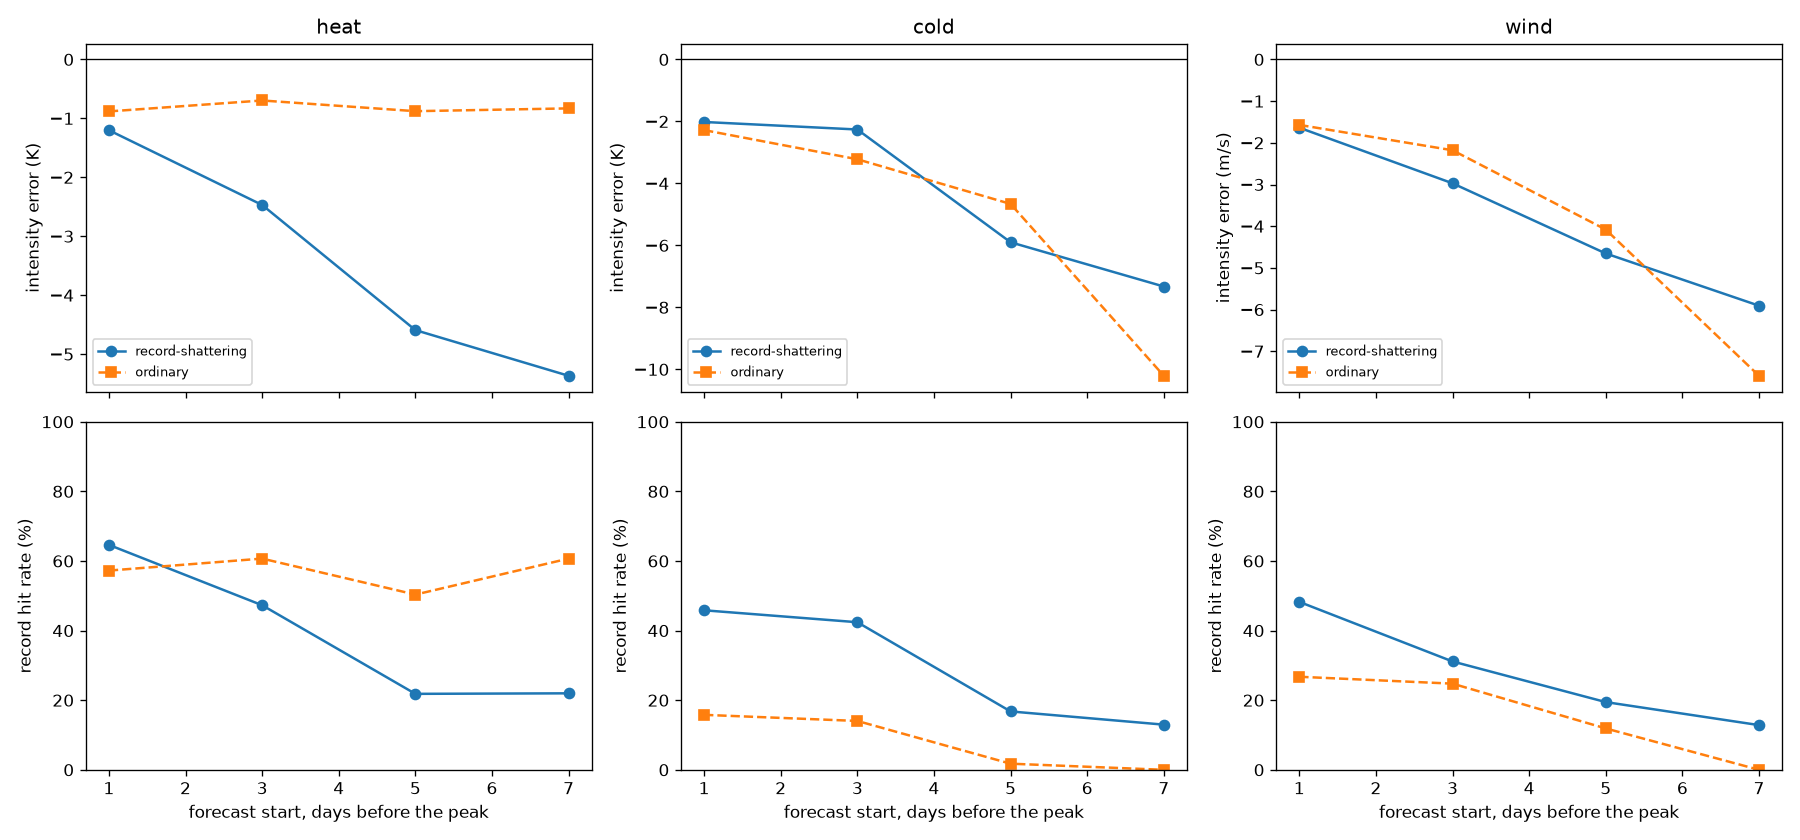 heat
cold
wind
0
−1
−2
−3
−4
−5
intensity error (K)
record-shattering
ordinary
0
−2
−4
−6
−8
−10
intensity error (K)
record-shattering
ordinary
0
−1
−2
−3
−4
−5
−6
−7
intensity error (m/s)
record-shattering
ordinary
100
80
60
40
20
0
record hit rate (%)
1 2 3 4 5 6 7
forecast start, days before the peak
100
80
60
40
20
0
record hit rate (%)
1 2 3 4 5 6 7
forecast start, days before the peak
100
80
60
40
20
0
record hit rate (%)
1 2 3 4 5 6 7
forecast start, days before the peak